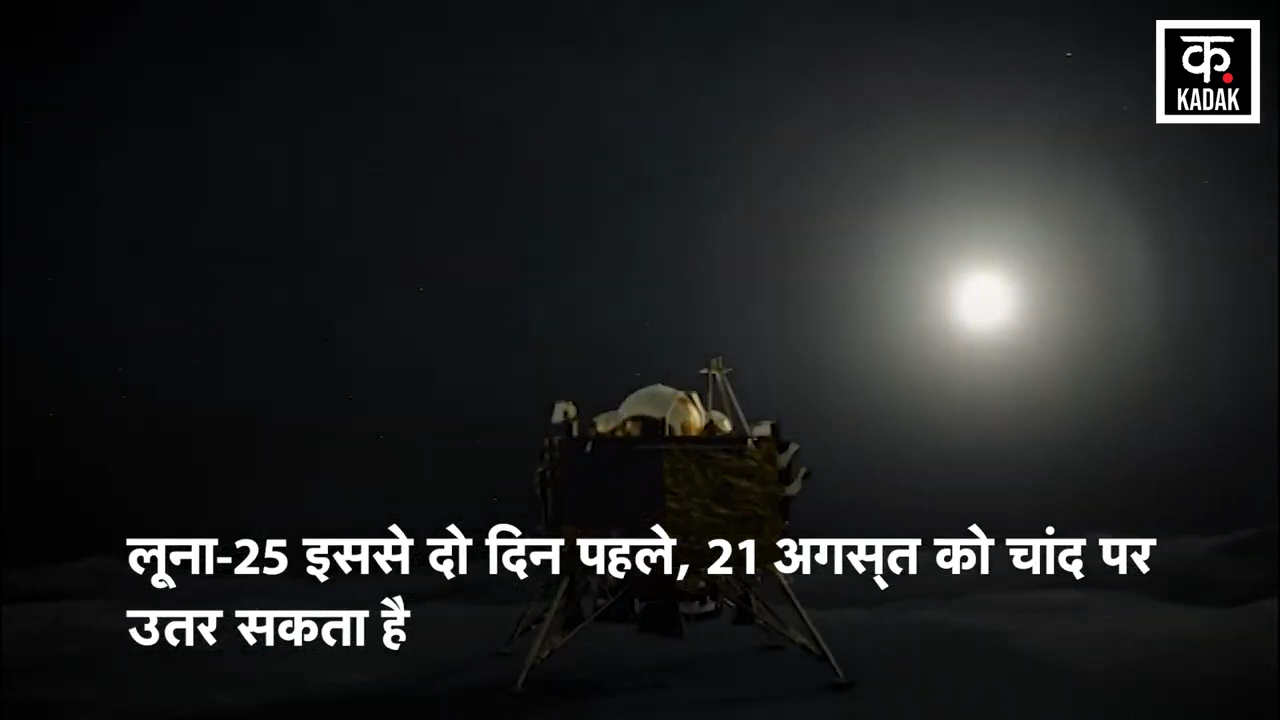 क.
KADAK
लूना-25 इससे दो दिन पहले, 21 अगस्‍त को चांद पर
उतर सकता है